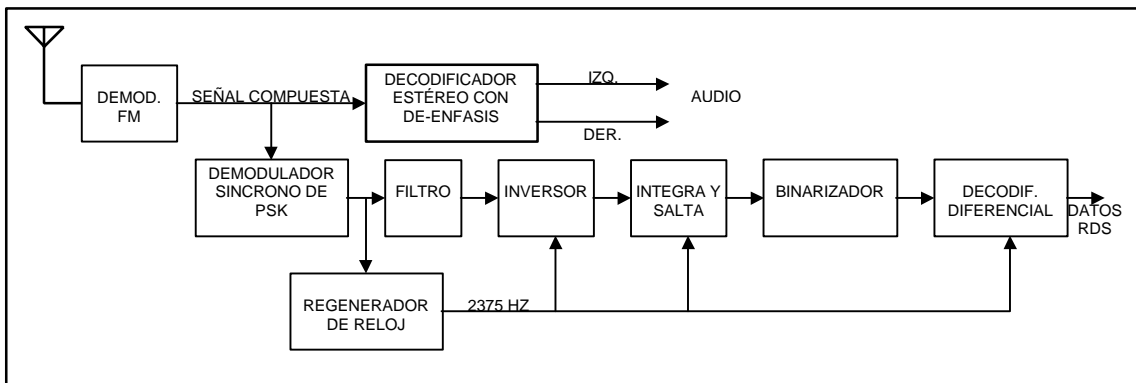 DEMOD.
FM
SEÑAL COMPUESTA
DECODIFICADOR
ESTÉREO CON
DE-ENFASIS
IZQ.
DER.
AUDIO
DEMODULADOR
SINCRONO DE
PSK
FILTRO
INVERSOR
INTEGRA Y
SALTA
BINARIZADOR
DECODIF.
DIFERENCIAL
DATOS
RDS
REGENERADOR
DE RELOJ
2375 HZ